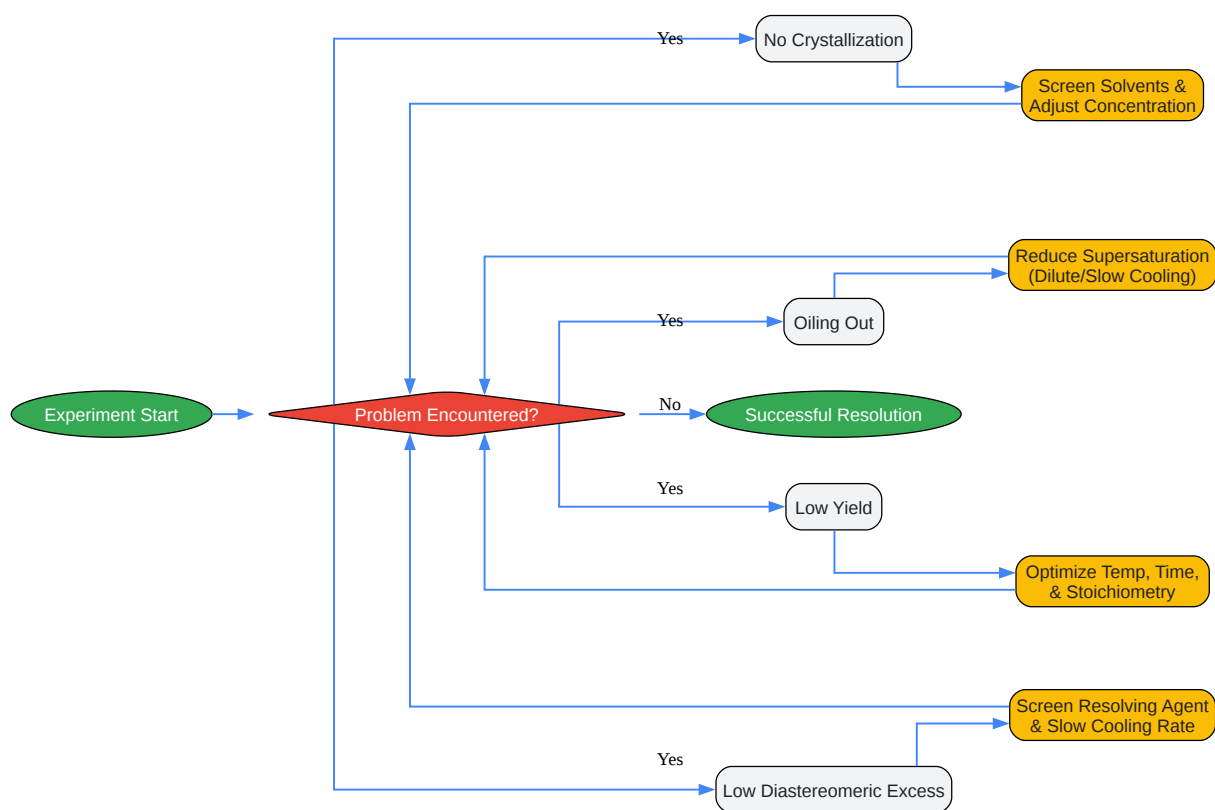 Yes
No Crystallization
Screen Solvents &
Adjust Concentration
Reduce Supersaturation
(Dilute/Slow Cooling)
Yes
Oiling Out
Experiment Start
Problem Encountered?
No
Successful Resolution
Yes
Low Yield
Optimize Temp, Time,
& Stoichiometry
Screen Resolving Agent
& Slow Cooling Rate
Yes
Low Diastereomeric Excess